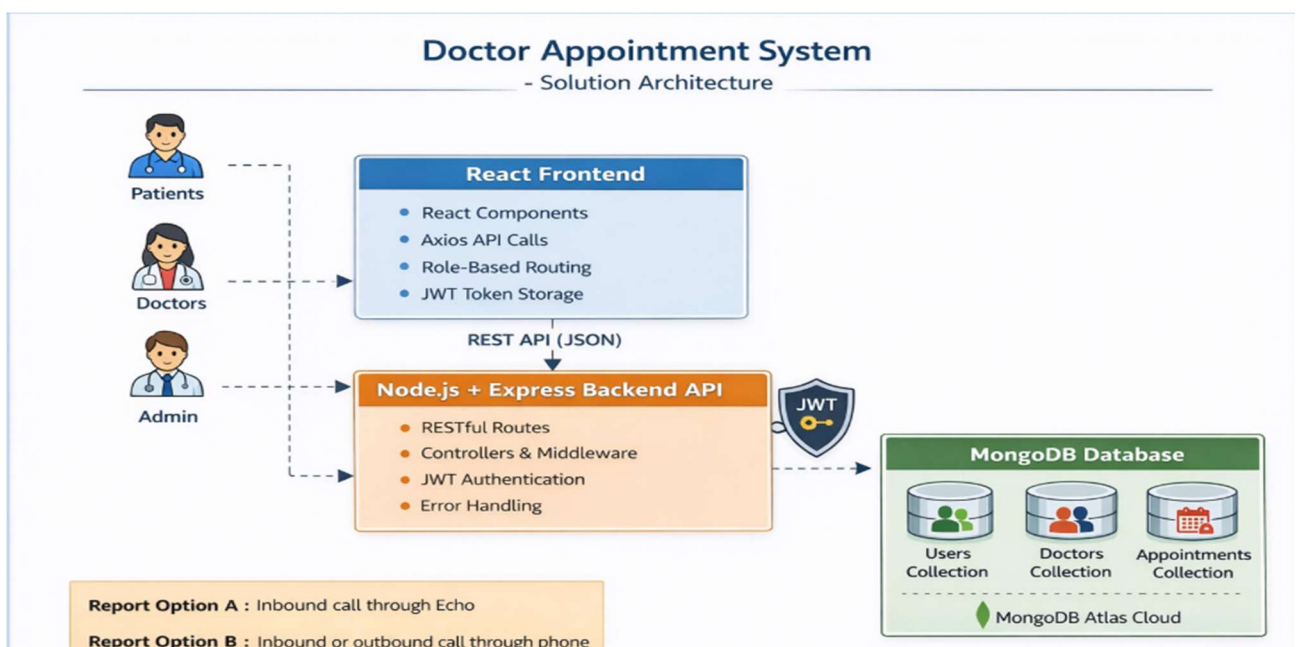 Doctor Appointment System
- Solution Architecture
Patients
Doctors
Admin
React Frontend
• React Components
• Axios API Calls
• Role-Based Routing
• JWT Token Storage
REST API (JSON)
Node.js + Express Backend API
• RESTful Routes
• Controllers & Middleware
• JWT Authentication
• Error Handling
JWT
MongoDB Database
Users
Collection
Doctors
Collection
Appointments
Collection
MongoDB Atlas Cloud
Report Option A : Inbound call through Echo
Report Option B : Inbound or outbound call through phone